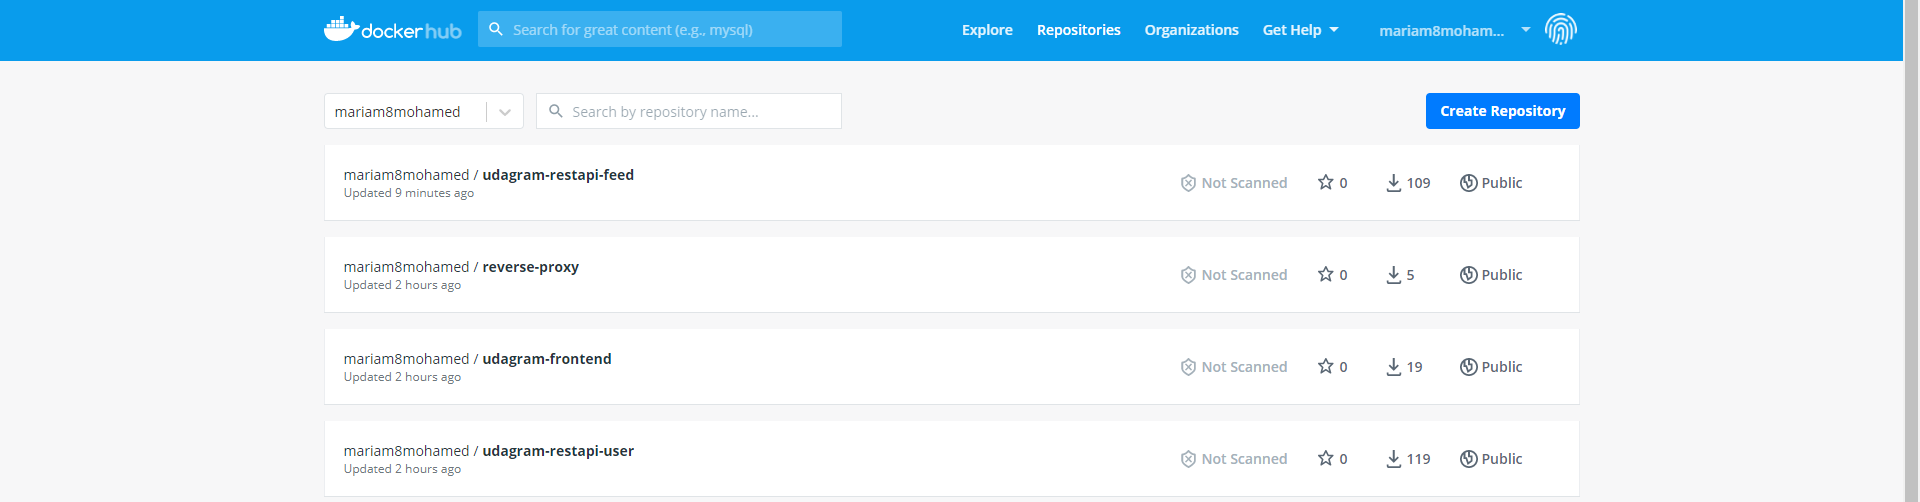 docker hub Search for great content (e.g., mysql) Explore Repositories Organizations Get Help mariam8moham...
mariam8mohamed Search by repository name... Create Repository
mariam8mohamed / udagram-restapi-feed Not Scanned 0 109 Public
Updated 9 minutes ago
mariam8mohamed / reverse-proxy Not Scanned 0 5 Public
Updated 2 hours ago
mariam8mohamed / udagram-frontend Not Scanned 0 19 Public
Updated 2 hours ago
mariam8mohamed / udagram-restapi-user Not Scanned 0 119 Public
Updated 2 hours ago